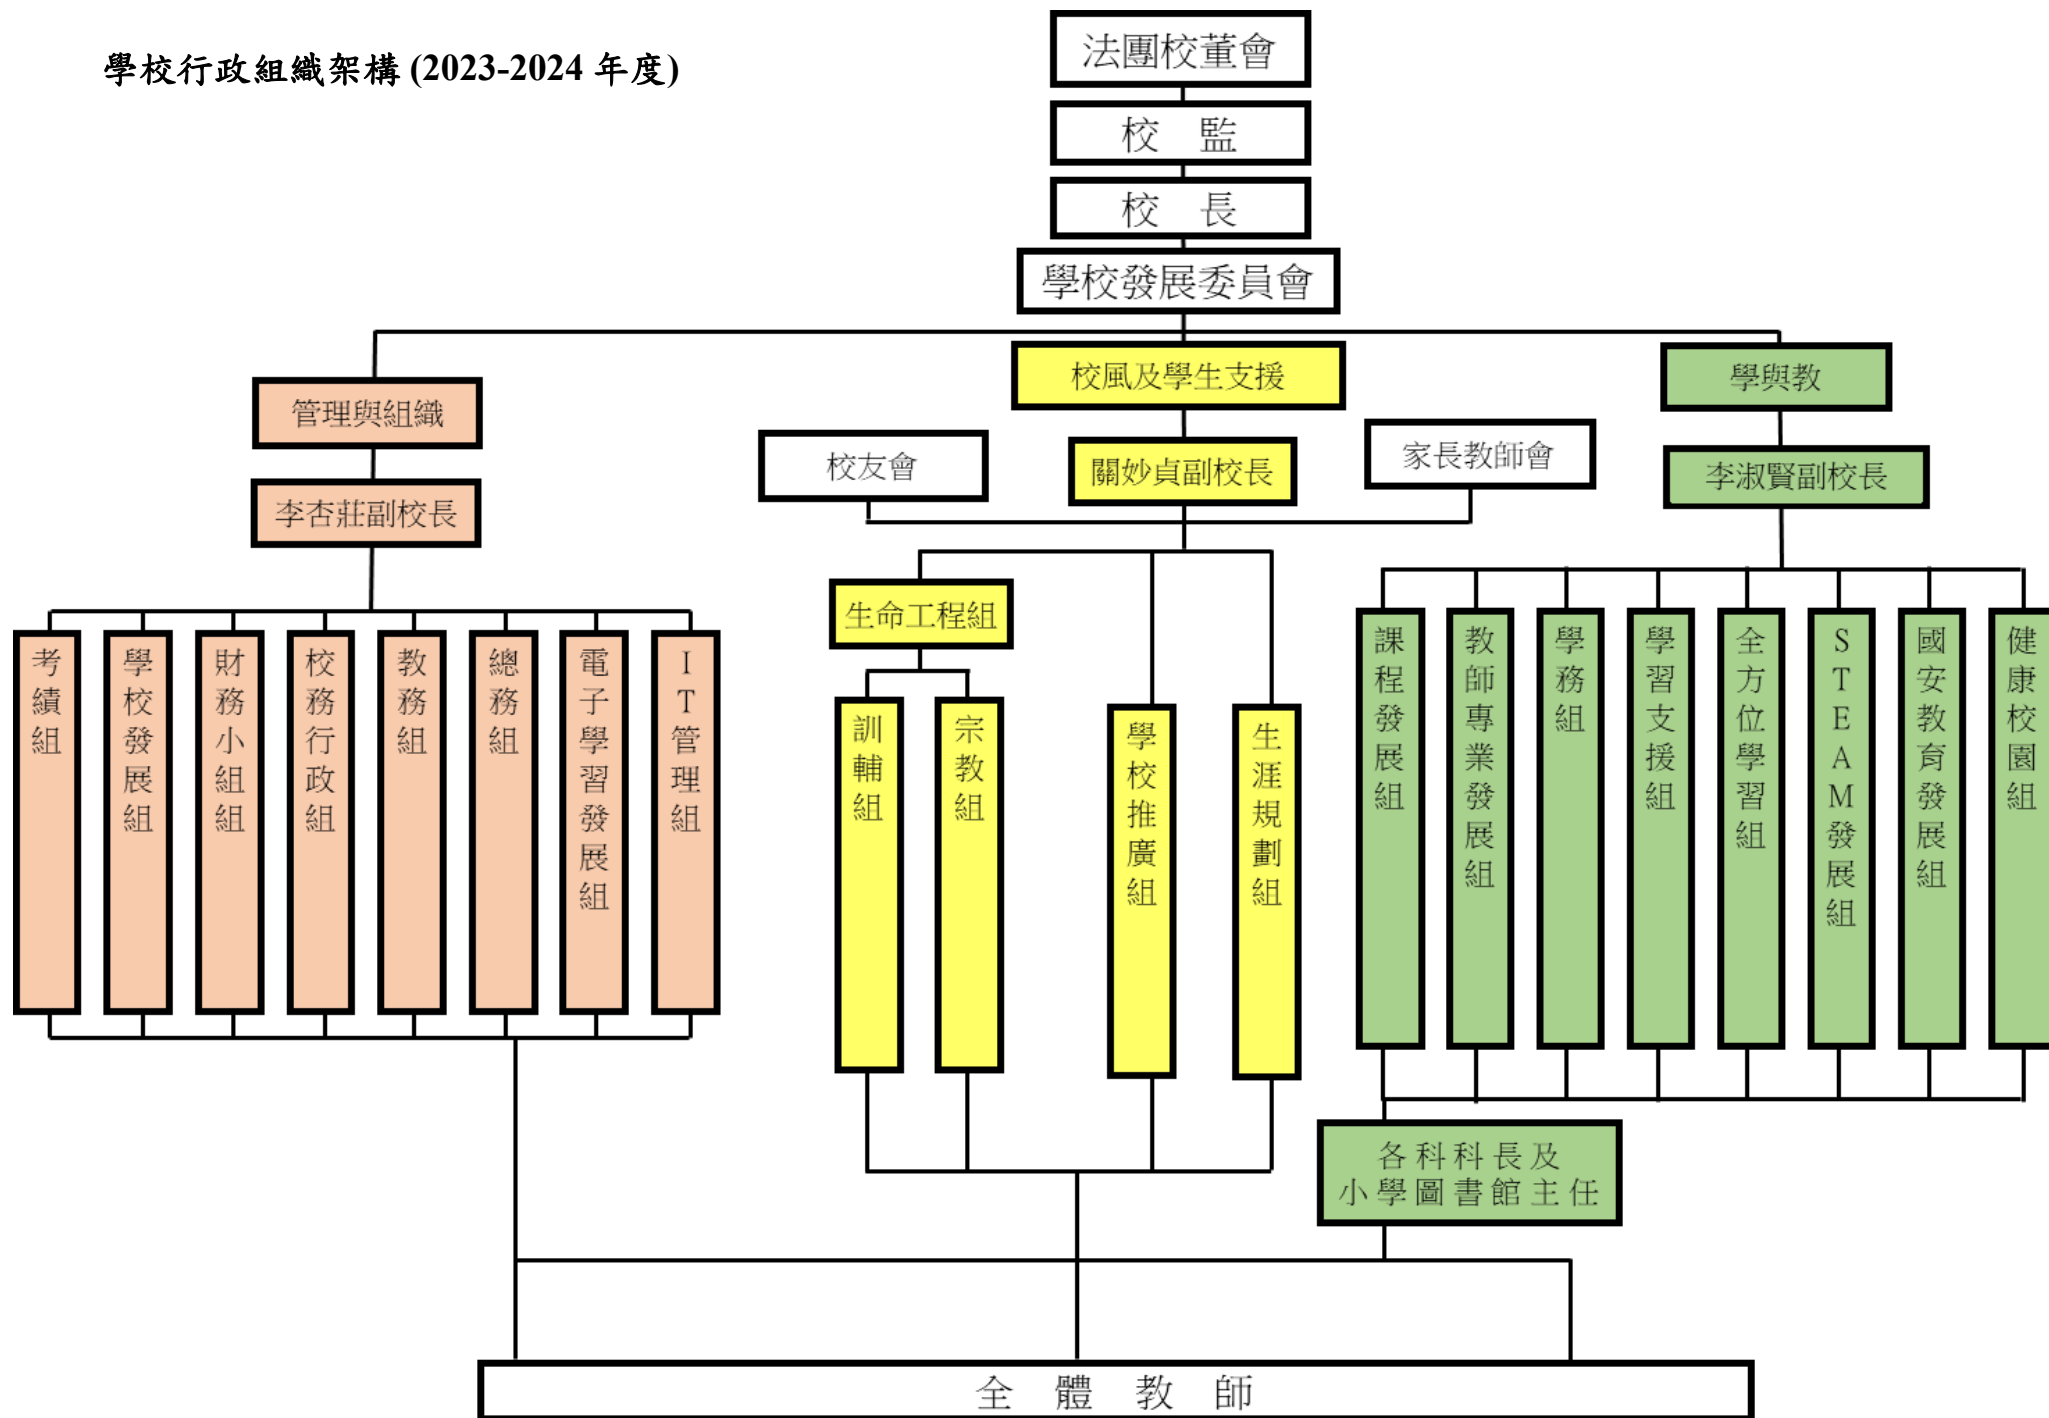 學校行政組織架構 (2023-2024 年度)
法團校董會
校 監
校 長
學校發展委員會
管理與組織
校風及學生支援
學與教
李杏莊副校長
校友會
關妙貞副校長
家長教師會
李淑賢副校長
生命工程組
考績組
學校發展組
財務小組組
校務行政組
教務組
總務組
電子學習發展組
IT管理組
訓輔組
宗教組
學校推廣組
生涯規劃組
課程發展組
教師專業發展組
學務組
學習支援組
全方位學習組
STEAM發展組
國安教育發展組
健康校園組
各科科長及
小學圖書館主任
全 體 教 師